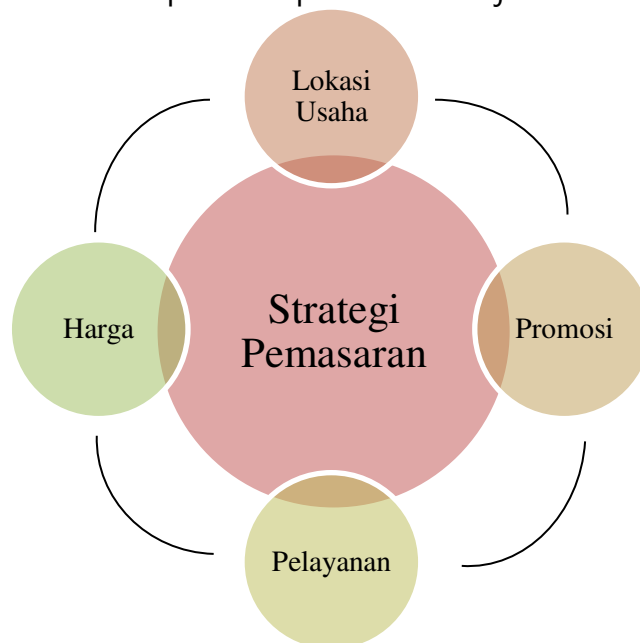 Lokasi
Usaha
Harga
Strategi
Pemasaran
Promosi
Pelayanan